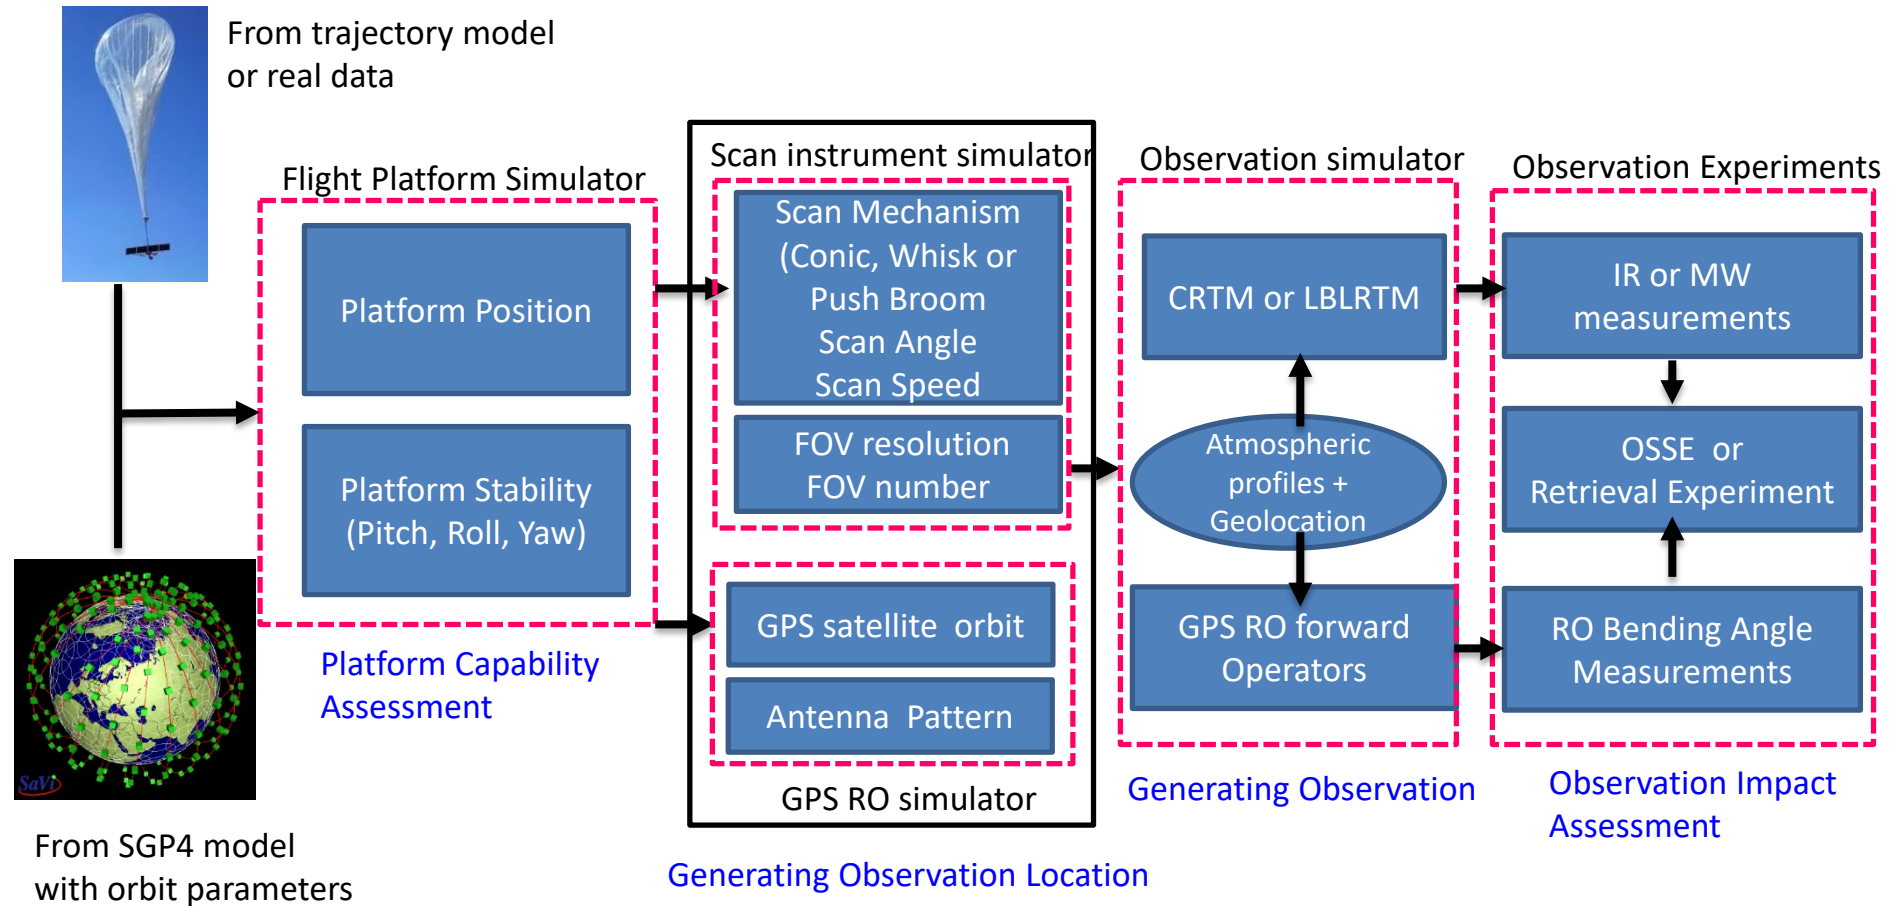 From trajectory model
or real data
Flight Platform Simulator
Platform Position
Platform Stability
(Pitch, Roll, Yaw)
Platform Capability
Assessment
SaVi
From SGP4 model
with orbit parameters
Scan instrument simulator
Scan Mechanism
(Conic, Whisk or
Push Broom
Scan Angle
Scan Speed
FOV resolution
FOV number
GPS satellite orbit
Antenna Pattern
GPS RO simulator
Generating Observation Location
Observation simulator
CRTM or LBLRTM
Atmospheric
profiles +
Geolocation
GPS RO forward
Operators
Generating Observation
Observation Experiments
IR or MW
measurements
OSSE or
Retrieval Experiment
RO Bending Angle
Measurements
Observation Impact
Assessment